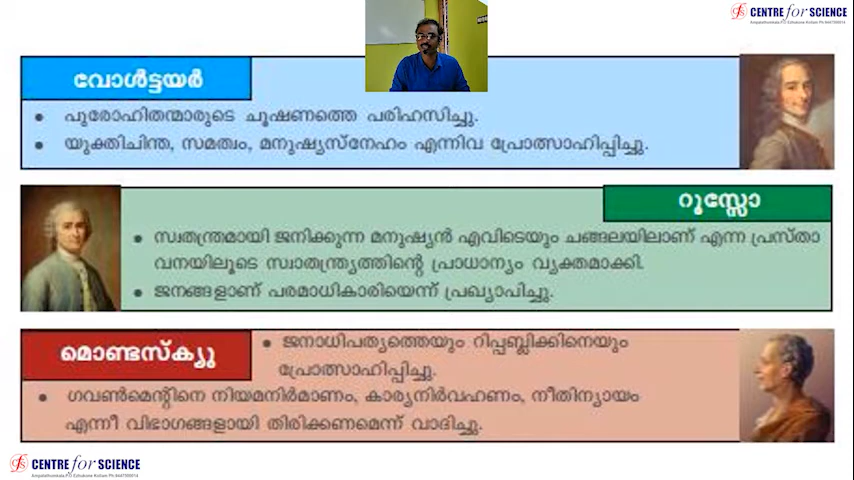 CENTRE for SCIENCE
വോൾട്ടയർ
• പുരോഹിതന്മാരുടെ ചൂഷണത്തെ പരിഹസിച്ചു.
• യുക്തിചിന്ത, സമത്വം, മനുഷ്യസ്നേഹം എന്നിവ പ്രോത്സാഹിപ്പിച്ചു.
റൂസ്സോ
• സ്വതന്ത്രമായി ജനിക്കുന്ന മനുഷ്യൻ എവിടെയും ചങ്ങലയിലാണ് എന്ന പ്രസ്താ
വനയിലൂടെ സ്വാതന്ത്ര്യത്തിന്റെ പ്രാധാന്യം വ്യക്തമാക്കി.
• ജനങ്ങളാണ് പരമാധികാരിയെന്ന് പ്രഖ്യാപിച്ചു.
മൊണ്ടസ്ക്യു
• ജനാധിപത്യത്തെയും റിപ്പബ്ലിക്കിനെയും
പ്രോത്സാഹിപ്പിച്ചു.
• ഗവൺമെന്റിനെ നിയമനിർമാണം, കാര്യനിർവഹണം, നീതിന്യായം
എന്നീ വിഭാഗങ്ങളായി തിരിക്കണമെന്ന് വാദിച്ചു.
CENTRE for SCIENCE